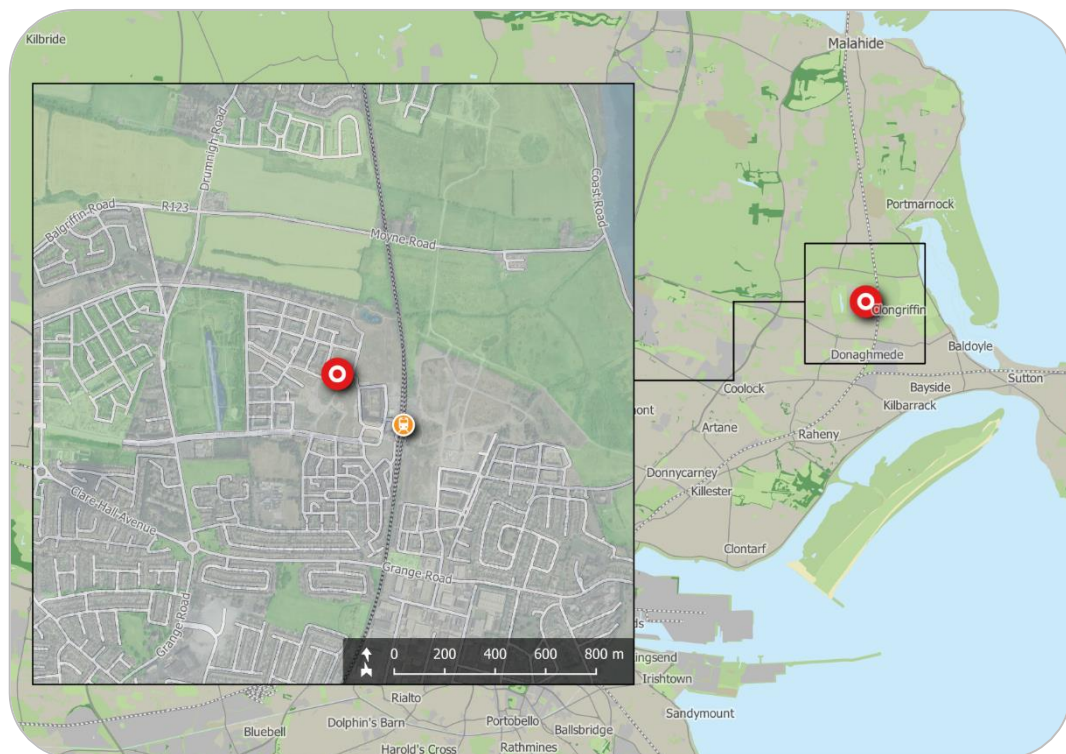 Kilbride
Malahide
Drumnigh Road
Coast Road
Portmarnock
Balgriffin Road
R123
Moyne Road
Clongriffin
Donaghmede
Baldoyle
Sutton
Coolock
Bayside
Kilbarrack
Artane
Raheny
Donnycarney
Killester
Clare Hall Avenue
Clontarf
Grange Road
Grange Road
0 200 400 600 800 m
Irishtown
Rialto
Sandymount
Dolphin's Barn
Portobello
Ballsbridge
Bluebell
Harold's Cross
Rathmines